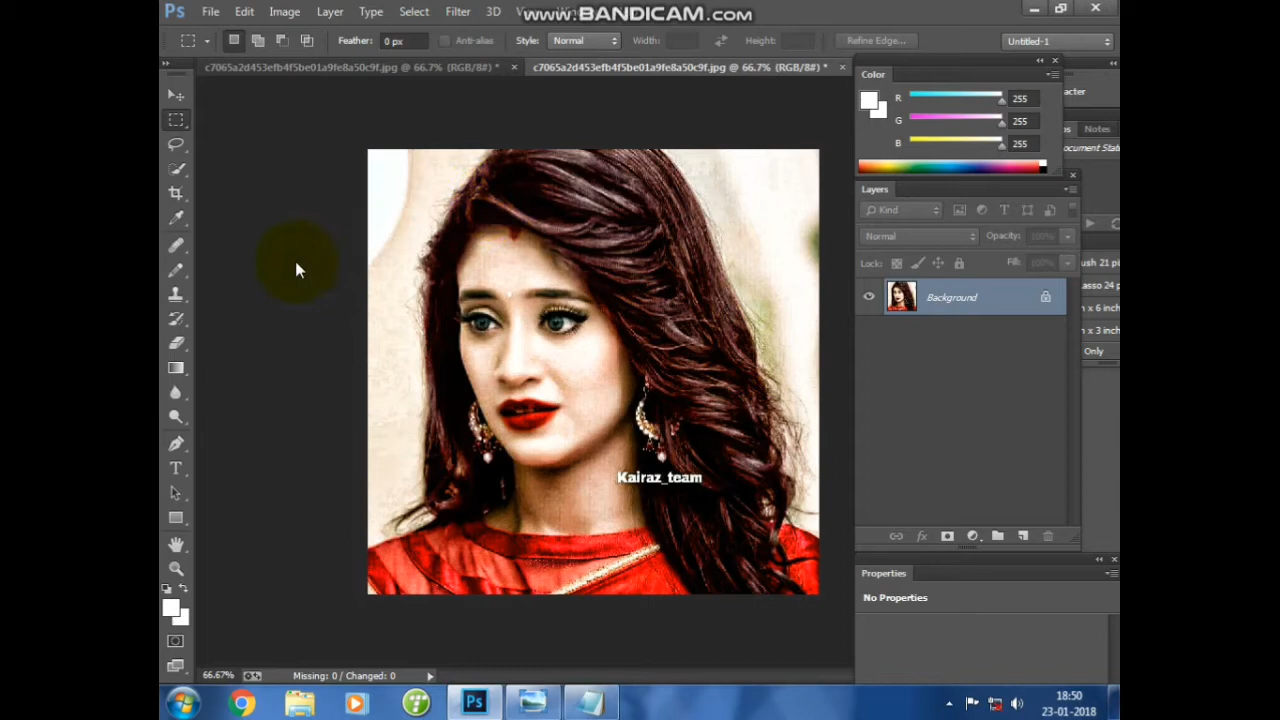 Ps File Edit Image Layer Type Select Filter 3D
www.BANDICAM.com
Feather: 0 px Anti-alias Style: Normal Width: Height: Refine Edge... Untitled-1
c7065a2d453efb4f5be01a9fe8a50c9f.jpg @ 66.7% (RGB/8#) * × c7065a2d453efb4f5be01a9fe8a50c9f.jpg @ 66.7% (RGB/8#) * ×
Color
R 255
G 255
B 255
Notes
Layers
Kind
Normal Opacity: 100%
Lock: Fill: 100%
Background
Kairaz_team
Properties
No Properties
66.67% Missing: 0 / Changed: 0
Only
18:50
23-01-2018